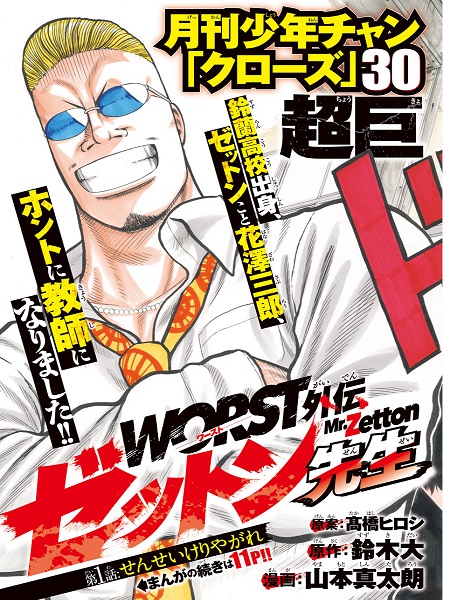 月刊少年チャン
「クローズ」30
超巨
鈴蘭高校出身、
ゼットンこと花澤三郎、
ホントに教師に
なりました!!
ド
WORST外伝
ワースト
Mr.Zetton
ゼットン先生
第1話:せんせいけりやがれ
まんがの続きは11P!!
原案:髙橋ヒロシ
原作:鈴木大
漫画:山本真太朗